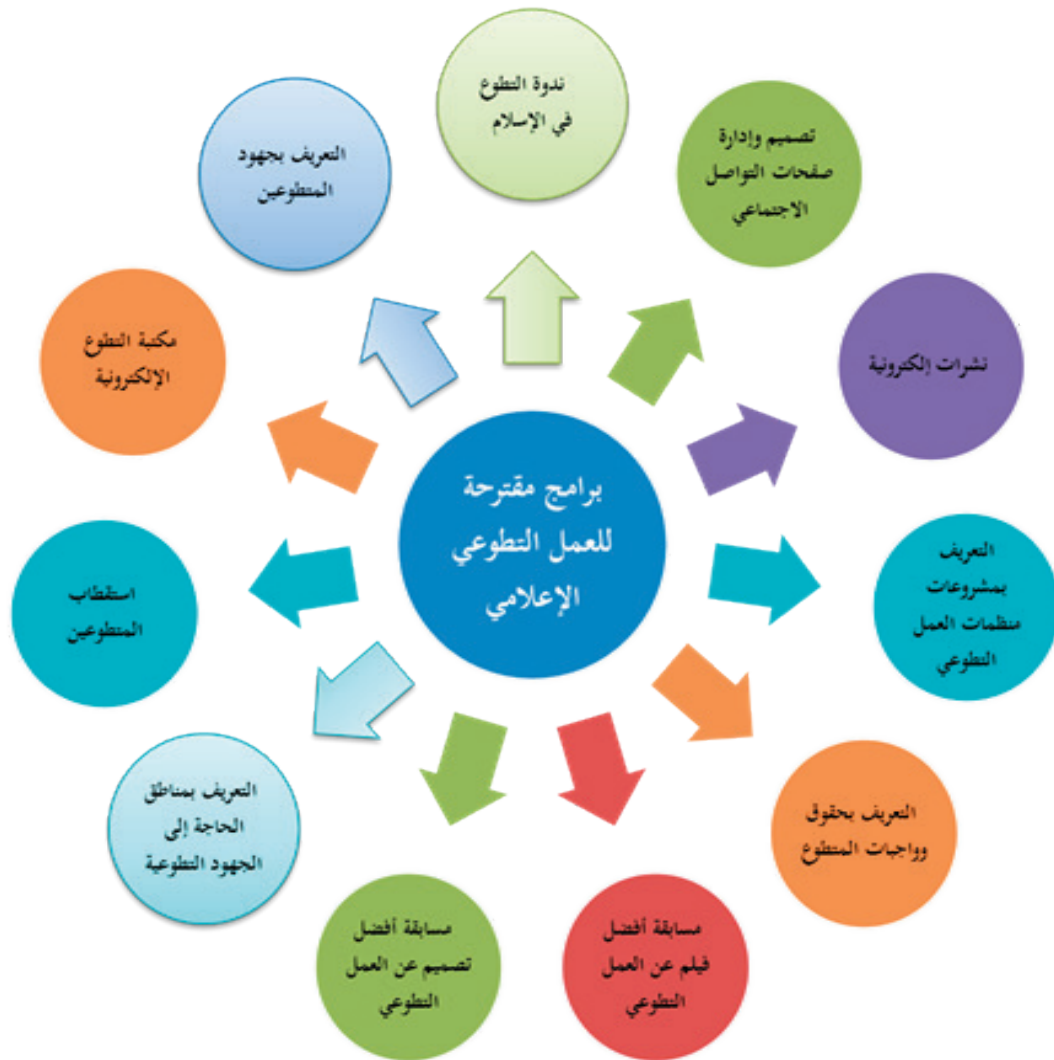 برامج مقترحة
للعمل التطوعي
الإعلامي
ندوة التطوع
في الإسلام
تصميم وإدارة
صفحات التواصل
الاجتماعي
نشرات إلكترونية
التعريف
بمشروعات
منظمات العمل
التطوعي
التعريف بحقوق
وواجبات المتطوع
مسابقة أفضل
فيلم عن العمل
التطوعي
مسابقة أفضل
تصميم عن العمل
التطوعي
التعريف بمناطق
الحاجة إلى
الجهود التطوعية
استقطاب
المتطوعين
مكتبة التطوع
الإلكترونية
التعريف بجهود
المتطوعين